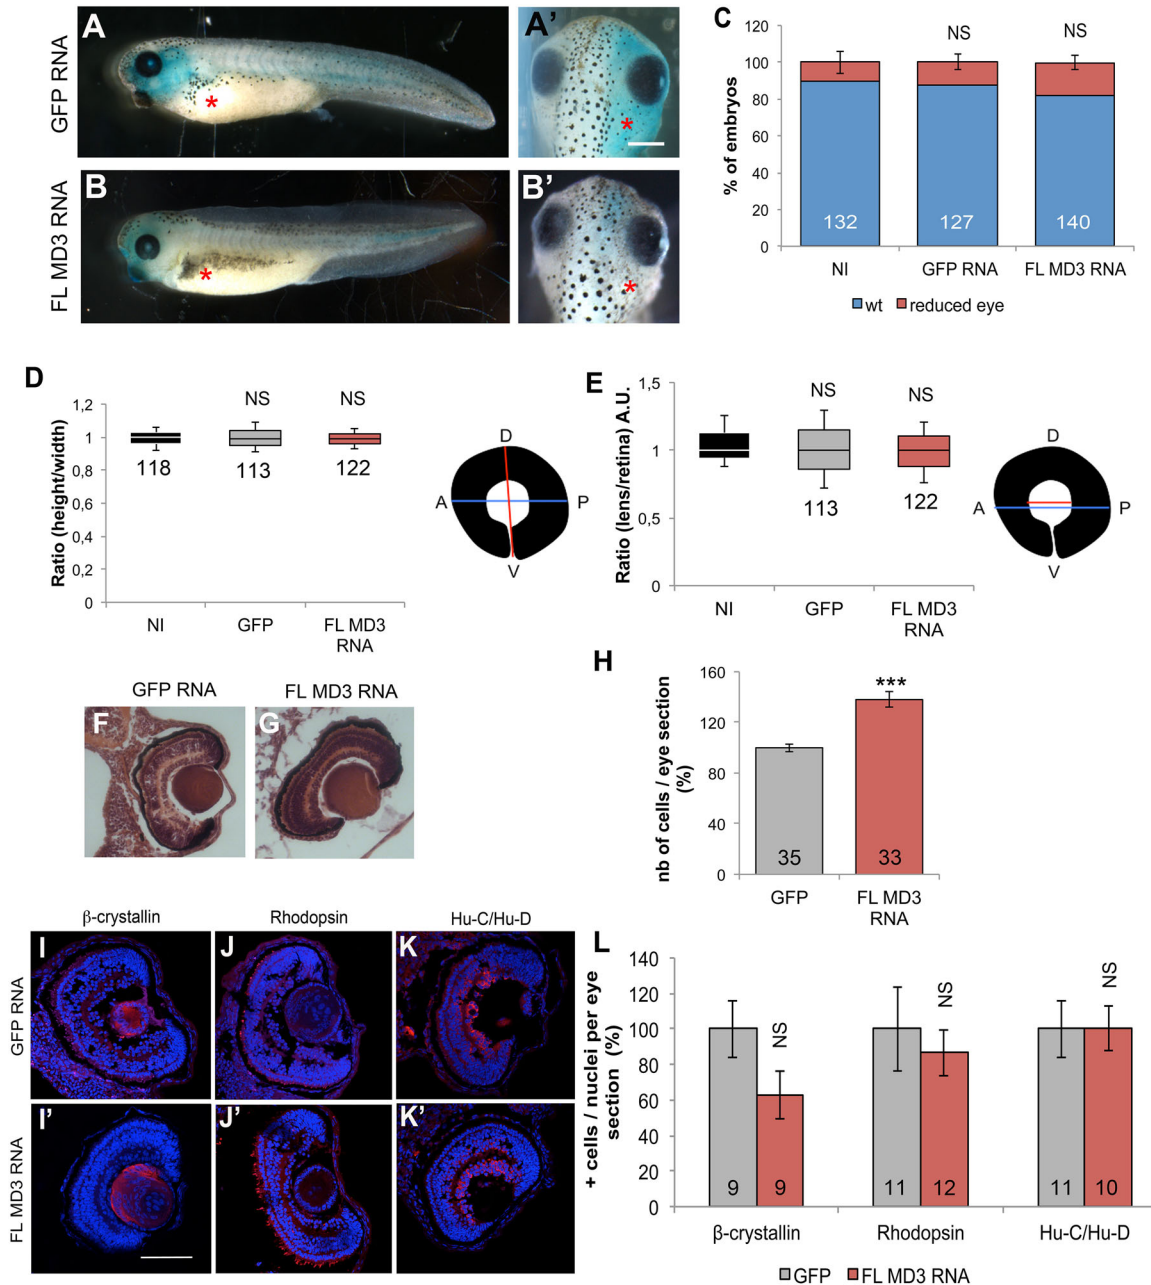 GFP RNA
A
*
A’
*
FL MD3 RNA
B
*
B’
*
C
% of embryos
120
100
80
60
40
20
0
NS
NS
132
127
140
NI
GFP RNA
FL MD3 RNA
wt
reduced eye
D
Ratio (height/width)
1,2
1
0,8
0,6
0,4
0,2
0
NS
NS
118
113
122
NI
GFP
FL MD3
RNA
D
A
P
V
E
Ratio (lens/retina) A.U.
1,5
1
0,5
0
NS
NS
113
122
NI
GFP
FL MD3
RNA
D
A
P
V
GFP RNA
FL MD3 RNA
F
G
H
nb of cells / eye section
(%)
160
120
80
40
0
***
35
33
GFP
FL MD3
RNA
β-crystallin
Rhodopsin
Hu-C/Hu-D
GFP RNA
I
J
K
FL MD3 RNA
I’
J’
K’
L
+ cells / nuclei per eye
section (%)
140
120
100
80
60
40
20
0
NS
NS
NS
9
9
11
12
11
10
β-crystallin
Rhodopsin
Hu-C/Hu-D
GFP
FL MD3 RNA